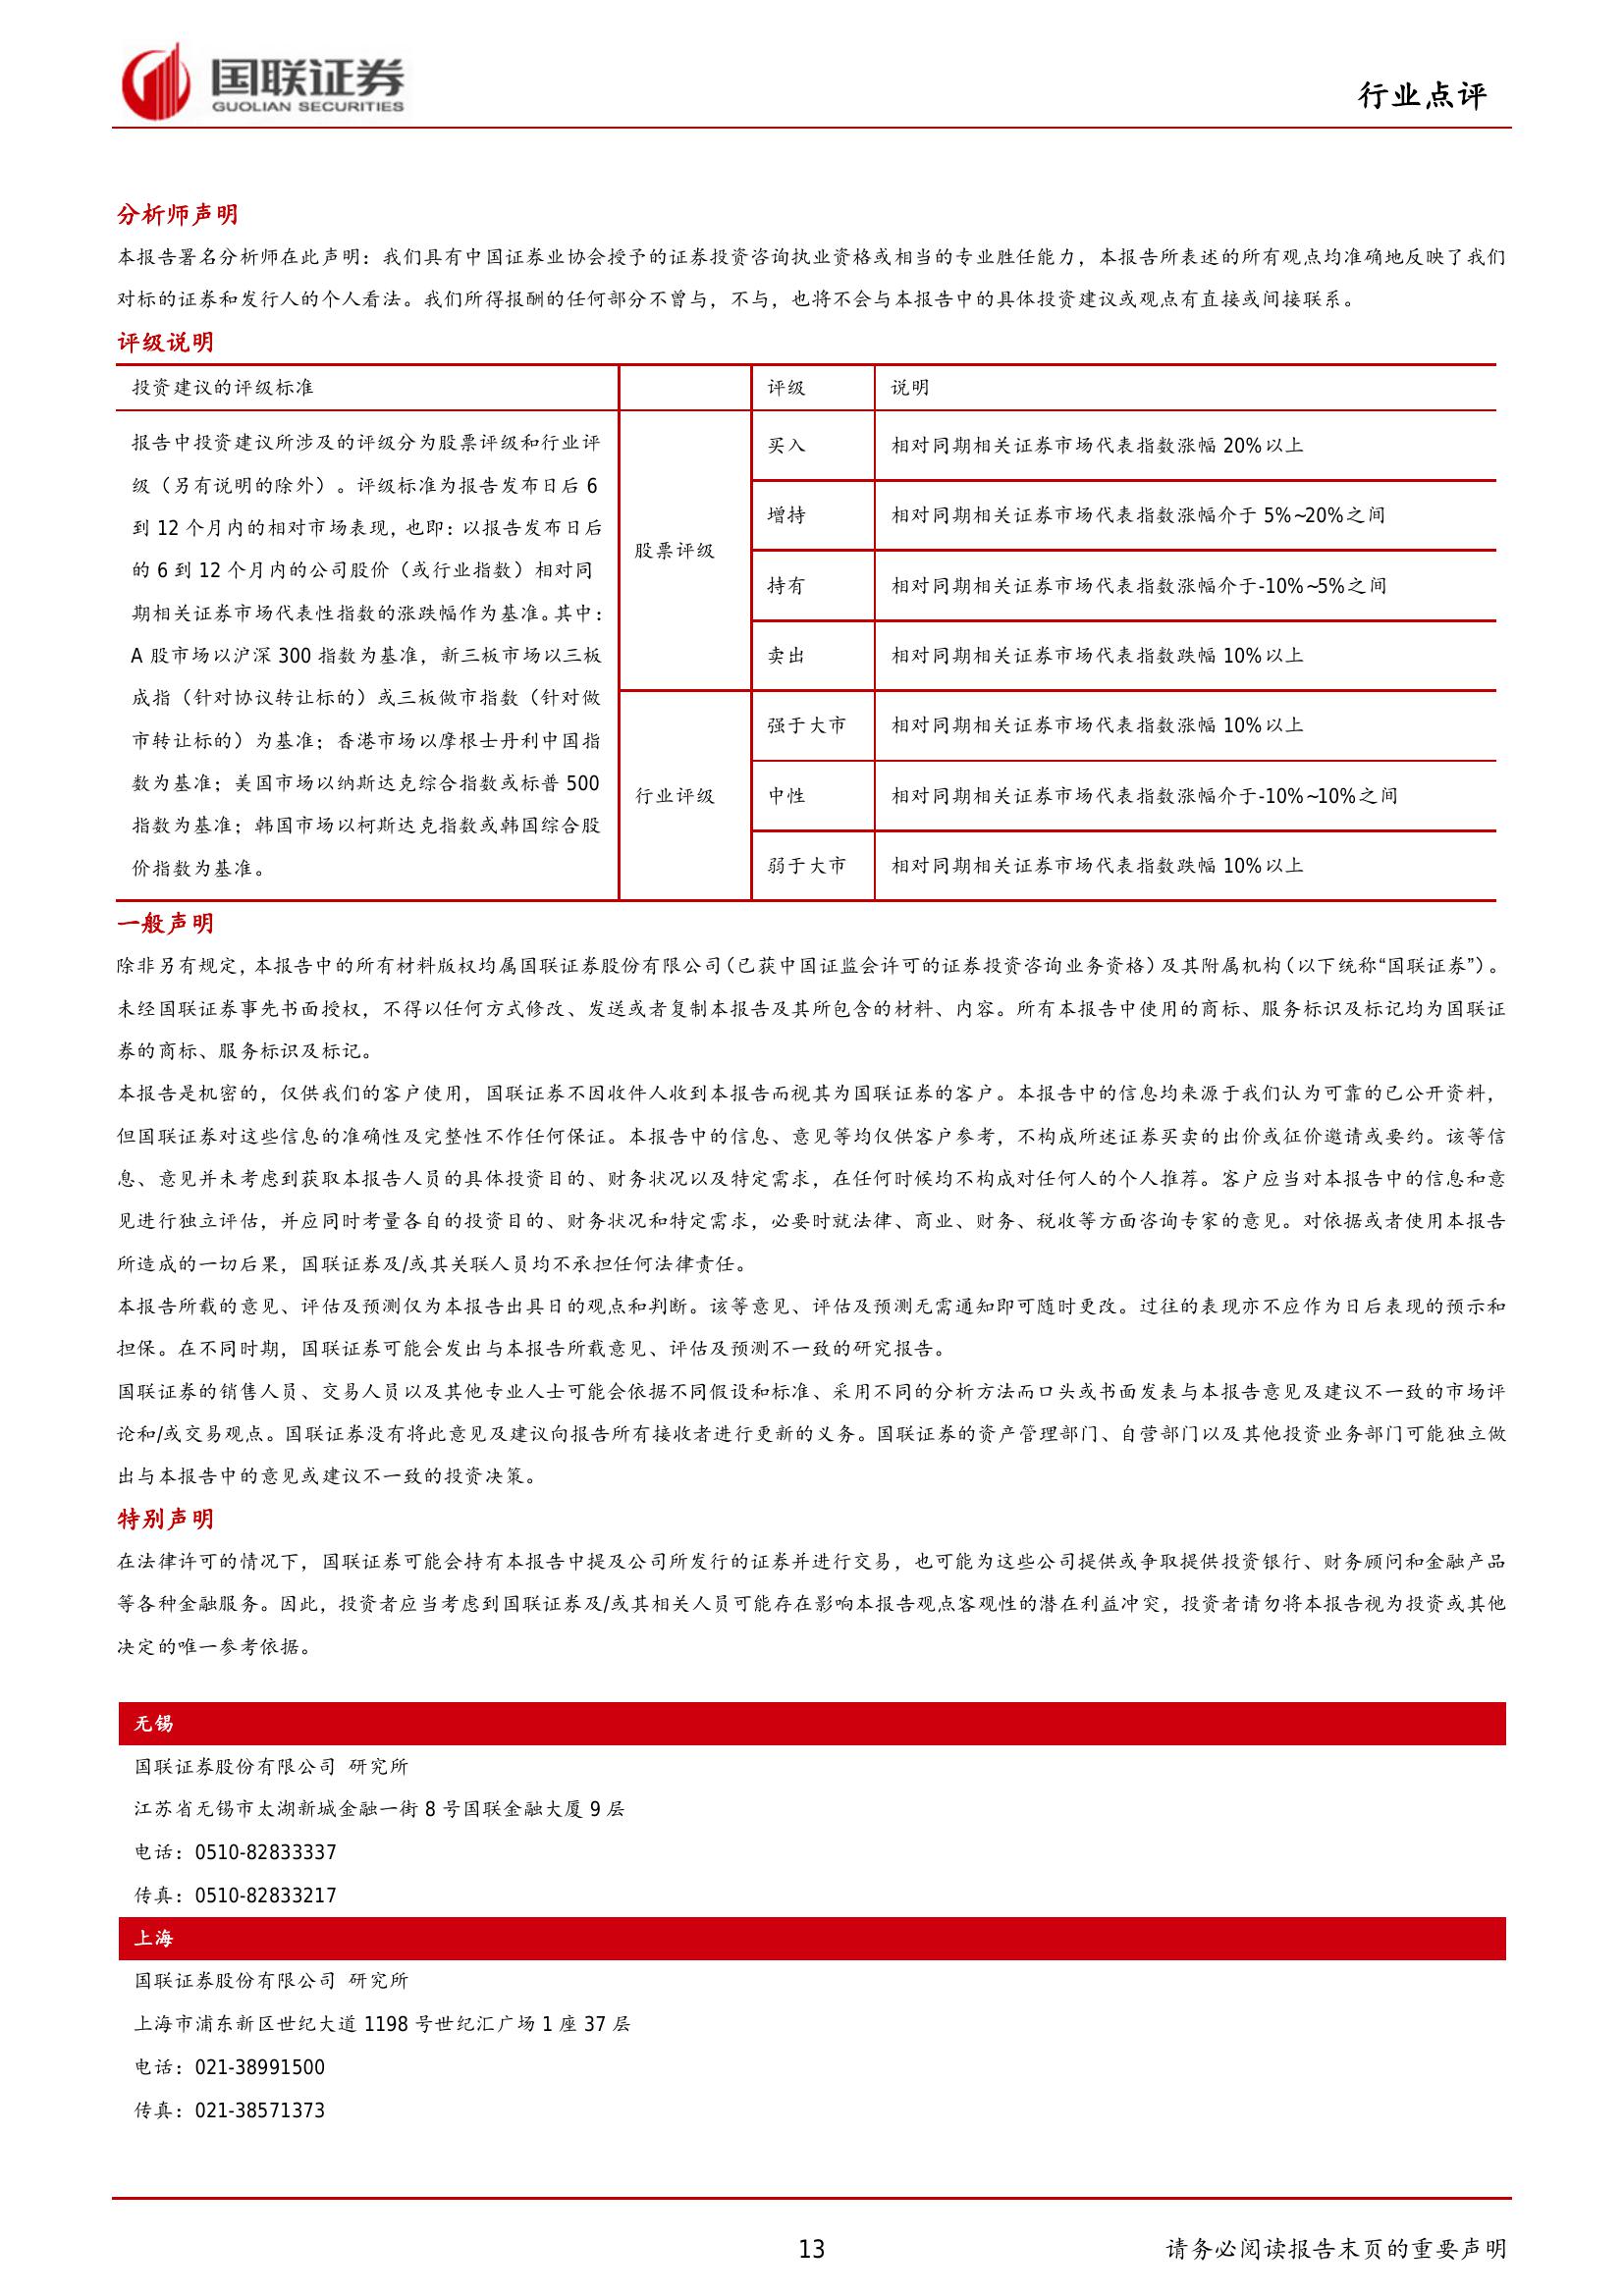 国联证券
GUOLIAN SECURITIES
行业点评
分析师声明
本报告署名分析师在此声明：我们具有中国证券业协会授予的证券投资咨询执业资格或相当的专业胜任能力，本报告所表述的所有观点均准确地反映了我们
对标的证券和发行人的个人看法。我们所得报酬的任何部分不曾与，不与，也将不会与本报告中的具体投资建议或观点有直接或间接联系。
评级说明
投资建议的评级标准
评级
说明
报告中投资建议所涉及的评级分为股票评级和行业评
级（另有说明的除外）。评级标准为报告发布日后 6
到 12 个月内的相对市场表现，也即：以报告发布日后
的 6 到 12 个月内的公司股价（或行业指数）相对同
期相关证券市场代表性指数的涨跌幅作为基准。其中：
A 股市场以沪深 300 指数为基准，新三板市场以三板
成指（针对协议转让标的）或三板做市指数（针对做
市转让标的）为基准；香港市场以摩根士丹利中国指
数为基准；美国市场以纳斯达克综合指数或标普 500
指数为基准；韩国市场以柯斯达克指数或韩国综合股
价指数为基准。
股票评级
买入
相对同期相关证券市场代表指数涨幅 20%以上
增持
相对同期相关证券市场代表指数涨幅介于 5%~20%之间
持有
相对同期相关证券市场代表指数涨幅介于-10%~5%之间
卖出
相对同期相关证券市场代表指数跌幅 10%以上
行业评级
强于大市
相对同期相关证券市场代表指数涨幅 10%以上
中性
相对同期相关证券市场代表指数涨幅介于-10%~10%之间
弱于大市
相对同期相关证券市场代表指数跌幅 10%以上
一般声明
除非另有规定，本报告中的所有材料版权均属国联证券股份有限公司（已获中国证监会许可的证券投资咨询业务资格）及其附属机构（以下统称“国联证券”）。
未经国联证券事先书面授权，不得以任何方式修改、发送或者复制本报告及其所包含的材料、内容。所有本报告中使用的商标、服务标识及标记均为国联证
券的商标、服务标识及标记。
本报告是机密的，仅供我们的客户使用，国联证券不因收件人收到本报告而视其为国联证券的客户。本报告中的信息均来源于我们认为可靠的已公开资料，
但国联证券对这些信息的准确性及完整性不作任何保证。本报告中的信息、意见等均仅供客户参考，不构成所述证券买卖的出价或征价邀请或要约。该等信
息、意见并未考虑到获取本报告人员的具体投资目的、财务状况以及特定需求，在任何时候均不构成对任何人的个人推荐。客户应当对本报告中的信息和意
见进行独立评估，并应同时考量各自的投资目的、财务状况和特定需求，必要时就法律、商业、财务、税收等方面咨询专家的意见。对依据或者使用本报告
所造成的一切后果，国联证券及/或其关联人员均不承担任何法律责任。
本报告所载的意见、评估及预测仅为本报告出具日的观点和判断。该等意见、评估及预测无需通知即可随时更改。过往的表现亦不应作为日后表现的预示和
担保。在不同时期，国联证券可能会发出与本报告所载意见、评估及预测不一致的研究报告。
国联证券的销售人员、交易人员以及其他专业人士可能会依据不同假设和标准、采用不同的分析方法而口头或书面发表与本报告意见及建议不一致的市场评
论和/或交易观点。国联证券没有将此意见及建议向报告所有接收者进行更新的义务。国联证券的资产管理部门、自营部门以及其他投资业务部门可能独立做
出与本报告中的意见或建议不一致的投资决策。
特别声明
在法律许可的情况下，国联证券可能会持有本报告中提及公司所发行的证券并进行交易，也可能为这些公司提供或争取提供投资银行、财务顾问和金融产品
等各种金融服务。因此，投资者应当考虑到国联证券及/或其相关人员可能存在影响本报告观点客观性的潜在利益冲突，投资者请勿将本报告视为投资或其他
决定的唯一参考依据。
无锡
国联证券股份有限公司 研究所
江苏省无锡市太湖新城金融一街 8 号国联金融大厦 9 层
电话：0510-82833337
传真：0510-82833217
上海
国联证券股份有限公司 研究所
上海市浦东新区世纪大道 1198 号世纪汇广场 1 座 37 层
电话：021-38991500
传真：021-38571373
13
请务必阅读报告末页的重要声明